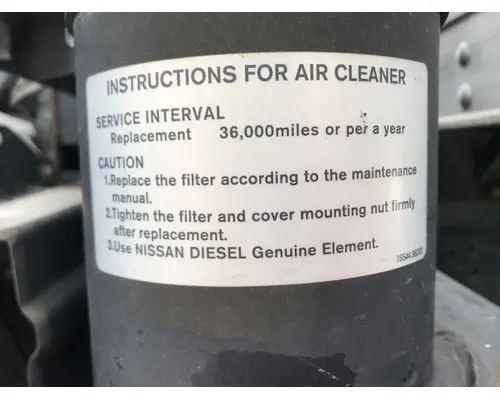 INSTRUCTIONS FOR AIR CLEANER
SERVICE INTERVAL
Replacement 36,000miles or per a year
CAUTION
1.Replace the filter according to the maintenance
manual.
2.Tighten the filter and cover mounting nut firmly
after replacement.
3.Use NISSAN DIESEL Genuine Element.